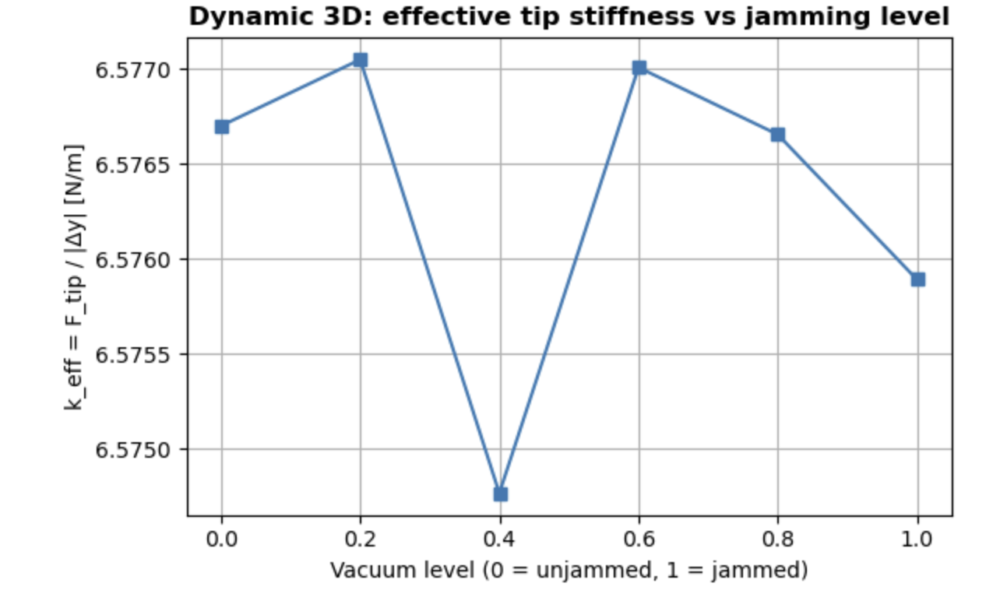 Dynamic 3D: effective tip stiffness vs jamming level
k_eff = F_tip / |Δy| [N/m]
6.5770
6.5765
6.5760
6.5755
6.5750
0.0 0.2 0.4 0.6 0.8 1.0
Vacuum level (0 = unjammed, 1 = jammed)